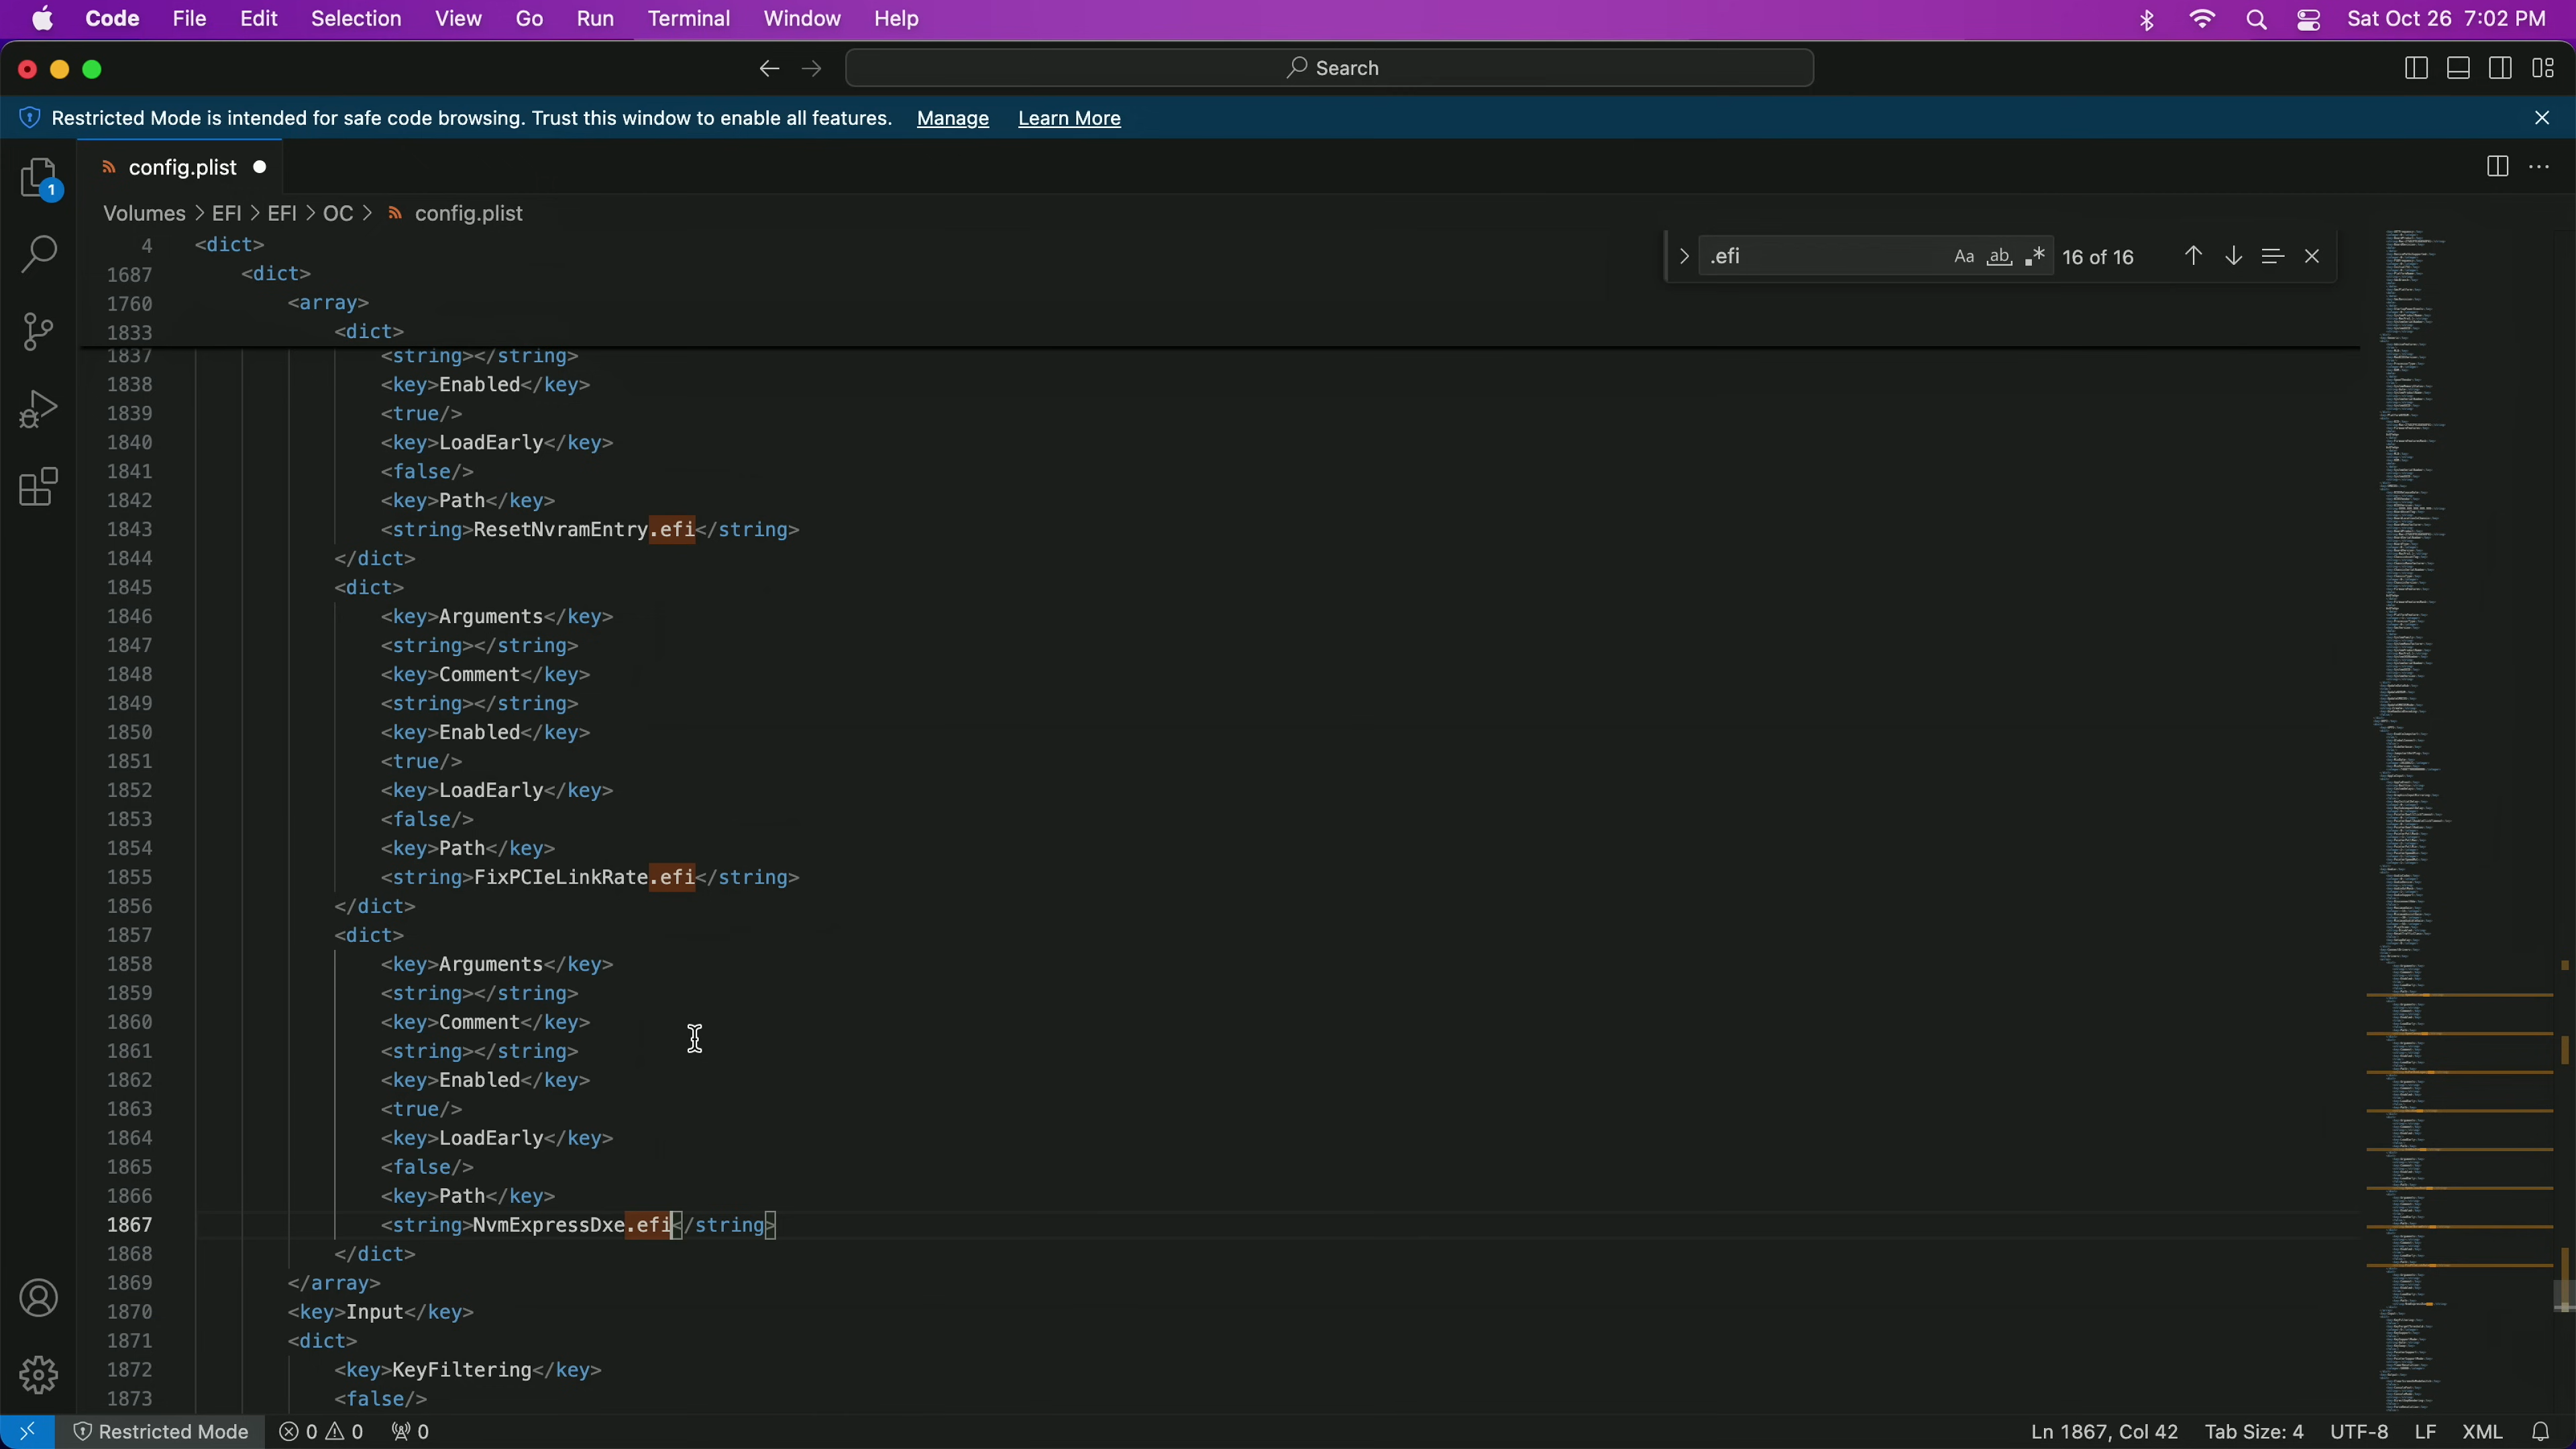 Code File Edit Selection View Go Run Terminal Window Help Sat Oct 26 7:02 PM
Search
Restricted Mode is intended for safe code browsing. Trust this window to enable all features. Manage Learn More
1 config.plist
Volumes > EFI > EFI > OC > config.plist
4 <dict>
.efi Aa ab 16 of 16
1687 <dict>
1760 <array>
1833 <dict>
1837 <string></string>
1838 <key>Enabled</key>
1839 <true/>
1840 <key>LoadEarly</key>
1841 <false/>
1842 <key>Path</key>
1843 <string>ResetNvramEntry.efi</string>
1844 </dict>
1845 <dict>
1846 <key>Arguments</key>
1847 <string></string>
1848 <key>Comment</key>
1849 <string></string>
1850 <key>Enabled</key>
1851 <true/>
1852 <key>LoadEarly</key>
1853 <false/>
1854 <key>Path</key>
1855 <string>FixPCIeLinkRate.efi</string>
1856 </dict>
1857 <dict>
1858 <key>Arguments</key>
1859 <string></string>
1860 <key>Comment</key>
1861 <string></string>
1862 <key>Enabled</key>
1863 <true/>
1864 <key>LoadEarly</key>
1865 <false/>
1866 <key>Path</key>
1867 <string>NvmExpressDxe.efi</string>
1868 </dict>
1869 </array>
1870 <key>Input</key>
1871 <dict>
1872 <key>KeyFiltering</key>
1873 <false/>
Restricted Mode 0 0 0 Ln 1867, Col 42 Tab Size: 4 UTF-8 LF XML